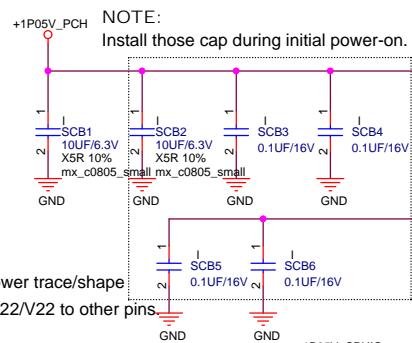 +1P05V_PCH
NOTE:
Install those cap during initial power-on.
1 I 1 I 1 I 1 I
SCB1 SCB2 SCB3 SCB4
10UF/6.3V 10UF/6.3V 0.1UF/16V 0.1UF/16V
2 X5R 10% 2 X5R 10% 2 2
mx_c0805_small mx_c0805_small
GND GND GND GND
1 I 1 I
SCB5 SCB6
2 0.1UF/16V 2 0.1UF/16V
ower trace/shape
22/V22 to other pins.
GND GND